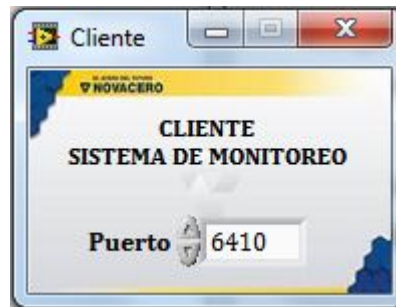 Cliente
NOVACERO
CLIENTE
SISTEMA DE MONITOREO
Puerto 6410